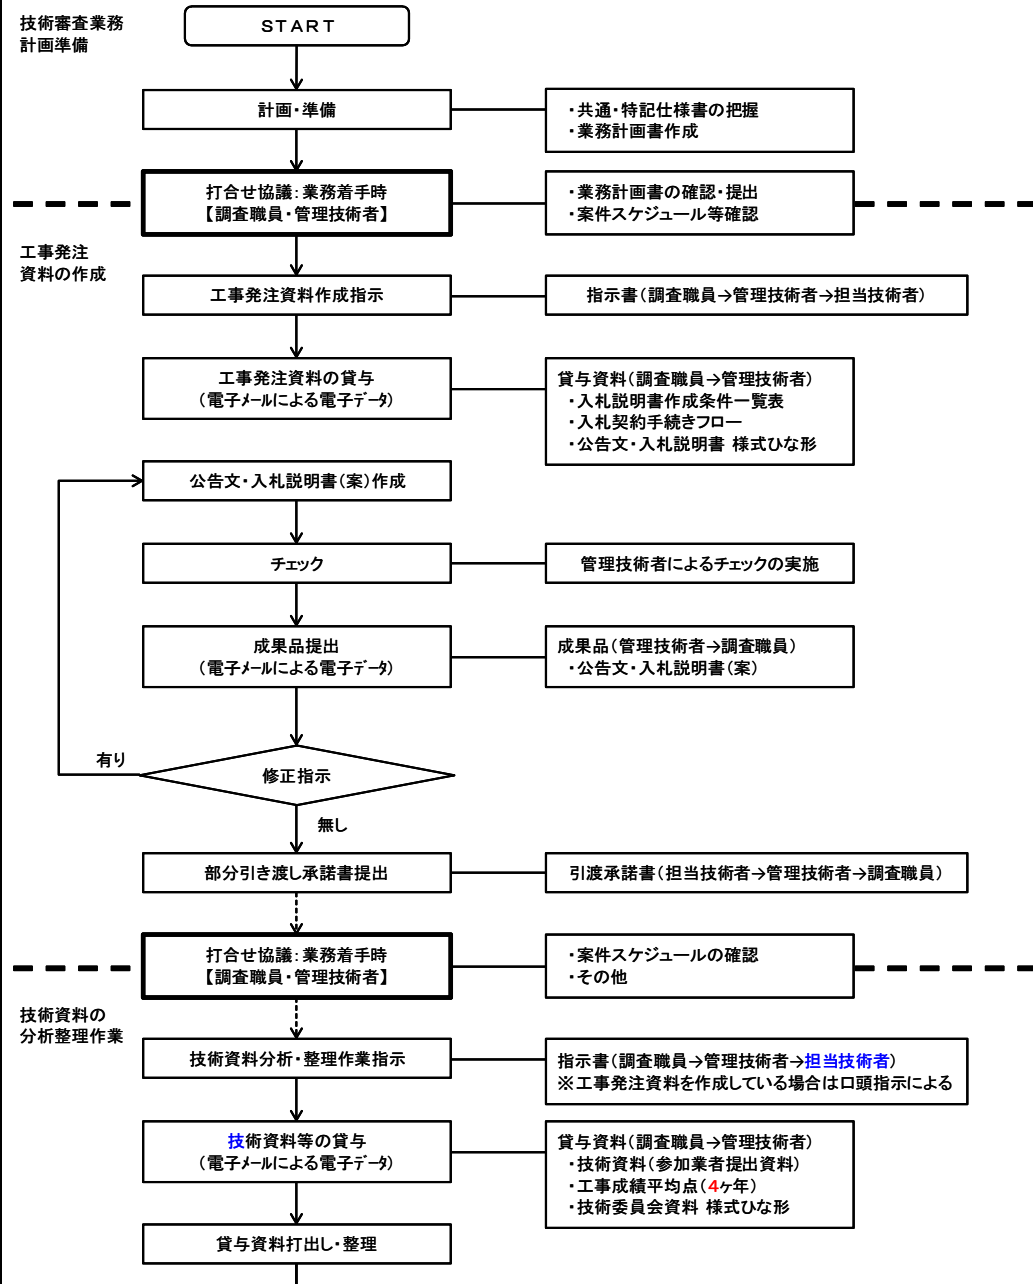 技術審査業務
計画準備
START
計画・準備
・共通・特記仕様書の把握
・業務計画書作成
打合せ協議：業務着手時
【調査職員・管理技術者】
・業務計画書の確認・提出
・案件スケジュール等確認
工事発注
資料の作成
工事発注資料作成指示
指示書（調査職員→管理技術者→担当技術者）
工事発注資料の貸与
（電子メールによる電子データ）
貸与資料（調査職員→管理技術者）
・入札説明書作成条件一覧表
・入札契約手続きフロー
・公告文・入札説明書 様式ひな形
公告文・入札説明書（案）作成
チェック
管理技術者によるチェックの実施
成果品提出
（電子メールによる電子データ）
成果品（管理技術者→調査職員）
・公告文・入札説明書（案）
有り
修正指示
無し
部分引き渡し承諾書提出
引渡承諾書（担当技術者→管理技術者→調査職員）
打合せ協議：業務着手時
【調査職員・管理技術者】
・案件スケジュールの確認
・その他
技術資料の
分析整理作業
技術資料分析・整理作業指示
指示書（調査職員→管理技術者→担当技術者）
※工事発注資料を作成している場合は口頭指示による
技術資料等の貸与
（電子メールによる電子データ）
貸与資料（調査職員→管理技術者）
・技術資料（参加業者提出資料）
・工事成績平均点（4ヶ年）
・技術委員会資料 様式ひな形
貸与資料打出し・整理